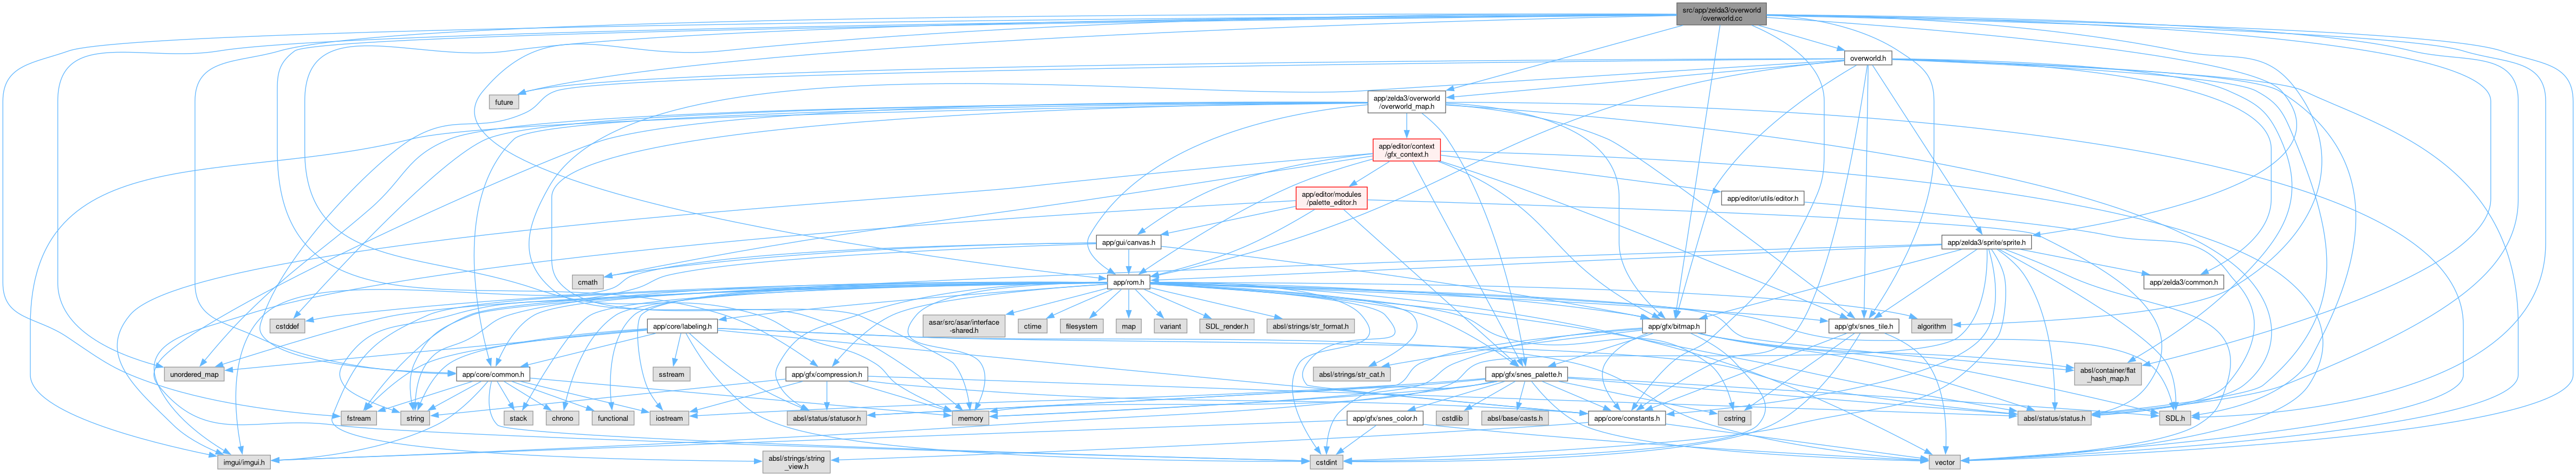 src/app/zelda3/overworld
/overworld.cc
overworld.h
future
app/zelda3/overworld
/overworld_map.h
app/editor/context
/gfx_context.h
app/editor/modules
/palette_editor.h
app/editor/utils/editor.h
app/gui/canvas.h
app/zelda3/sprite/sprite.h
cmath
app/rom.h
app/zelda3/common.h
cstddef
app/core/labeling.h
asar/src/asar/interface
-shared.h
ctime
filesystem
map
variant
SDL_render.h
absl/strings/str_format.h
app/gfx/bitmap.h
app/gfx/snes_tile.h
algorithm
unordered_map
app/core/common.h
sstream
app/gfx/compression.h
absl/strings/str_cat.h
app/gfx/snes_palette.h
absl/container/flat
_hash_map.h
fstream
string
stack
chrono
functional
iostream
absl/status/statusor.h
memory
app/gfx/snes_color.h
cstdlib
absl/base/casts.h
app/core/constants.h
cstring
absl/status/status.h
SDL.h
imgui/imgui.h
absl/strings/string
_view.h
cstdint
vector